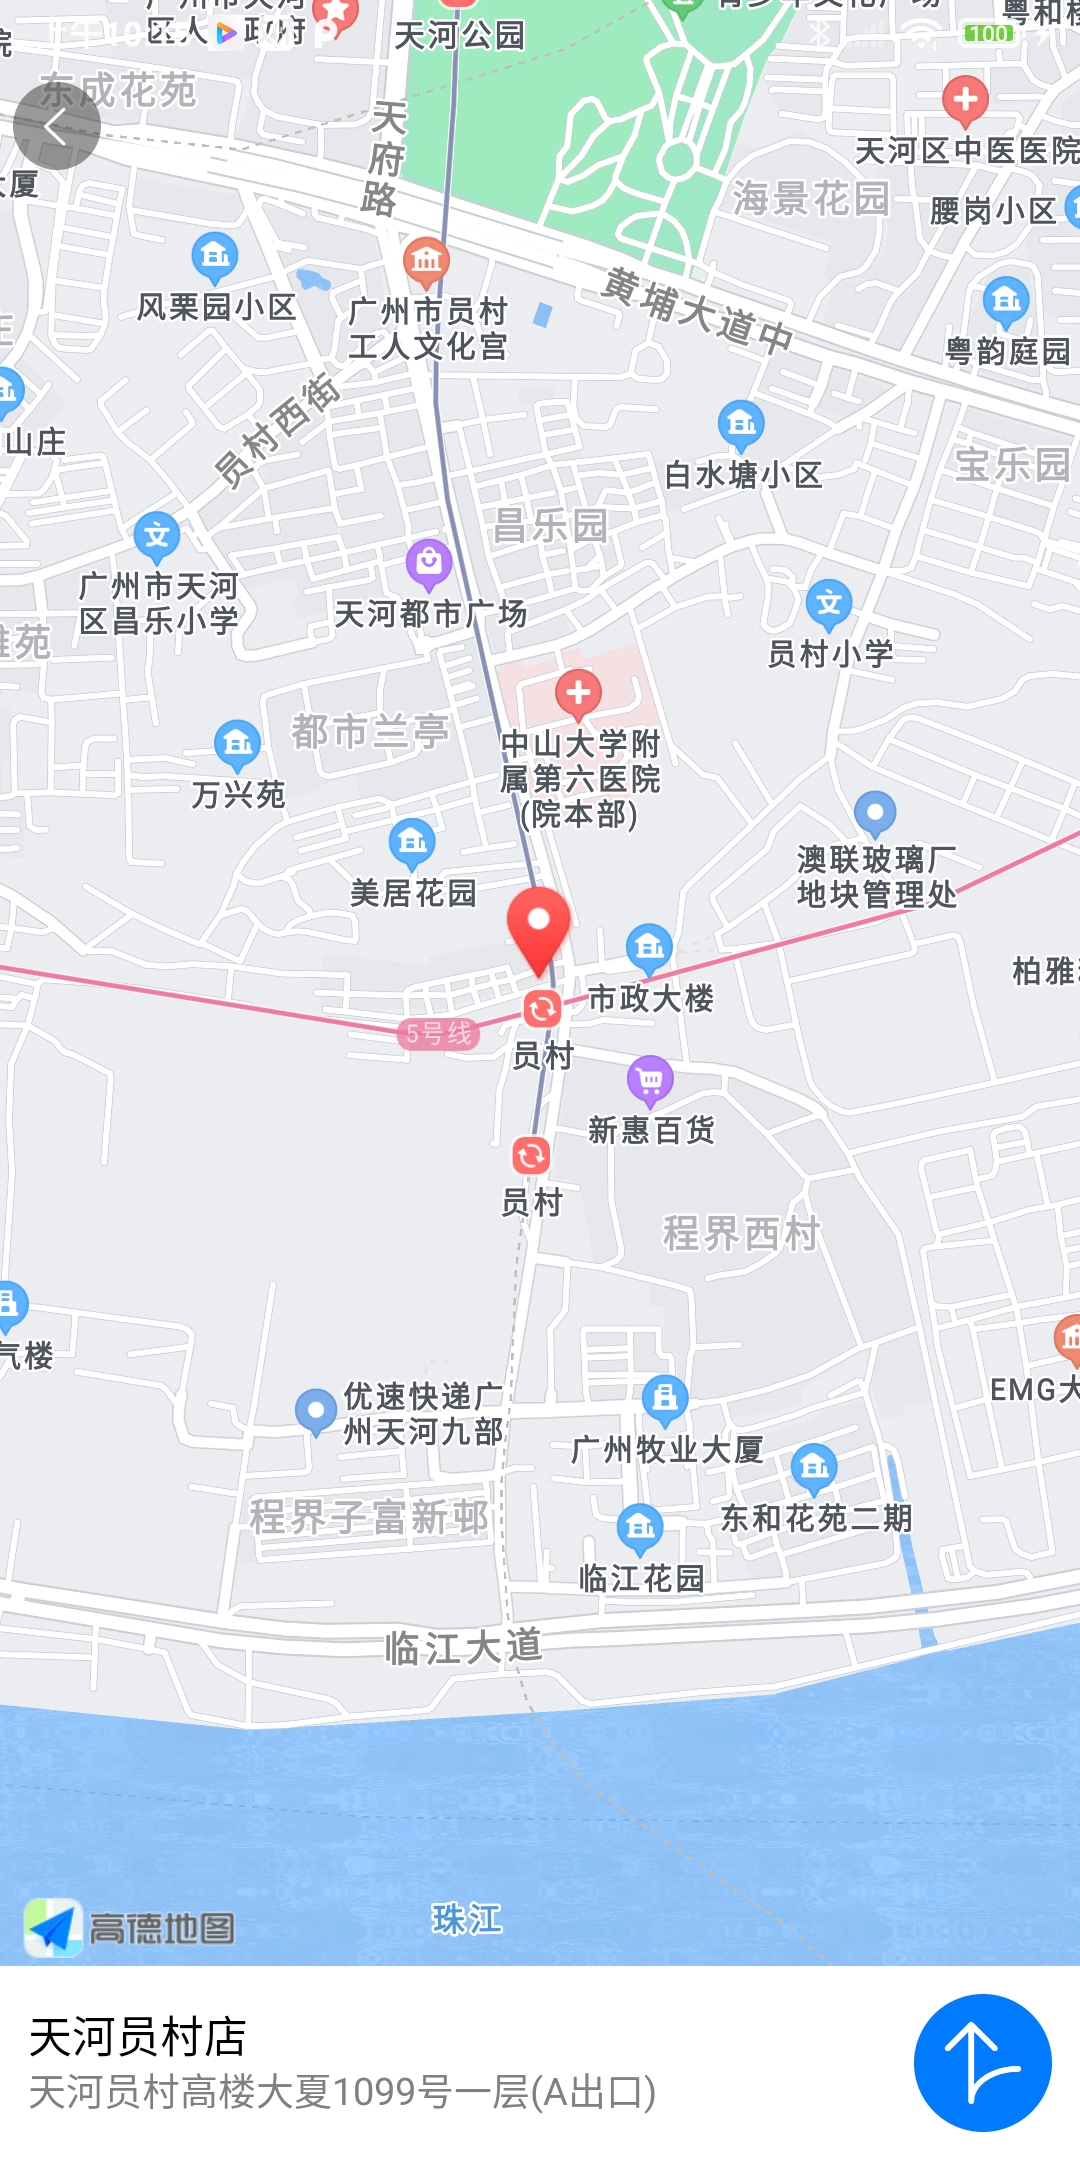 天河公园
区人
政府
100
东成花苑
天府路
天河区中医医院
海景花园
腰岗小区
大厦
风栗园小区
广州市员村
工人文化宫
黄埔大道中
粤韵庭园
员村西街
山庄
白水塘小区
宝乐园
昌乐园
广州市天河
区昌乐小学
天河都市广场
雅苑
员村小学
都市兰亭
中山大学附
属第六医院
(院本部)
万兴苑
澳联玻璃厂
地块管理处
美居花园
柏雅
市政大楼
5号线
员村
新惠百货
员村
程界西村
气楼
EMG大
优速快递广
州天河九部
广州牧业大厦
东和花苑二期
程界子富新邨
临江花园
临江大道
珠江
高德地图
天河员村店
天河员村高楼大夏1099号一层(A出口)